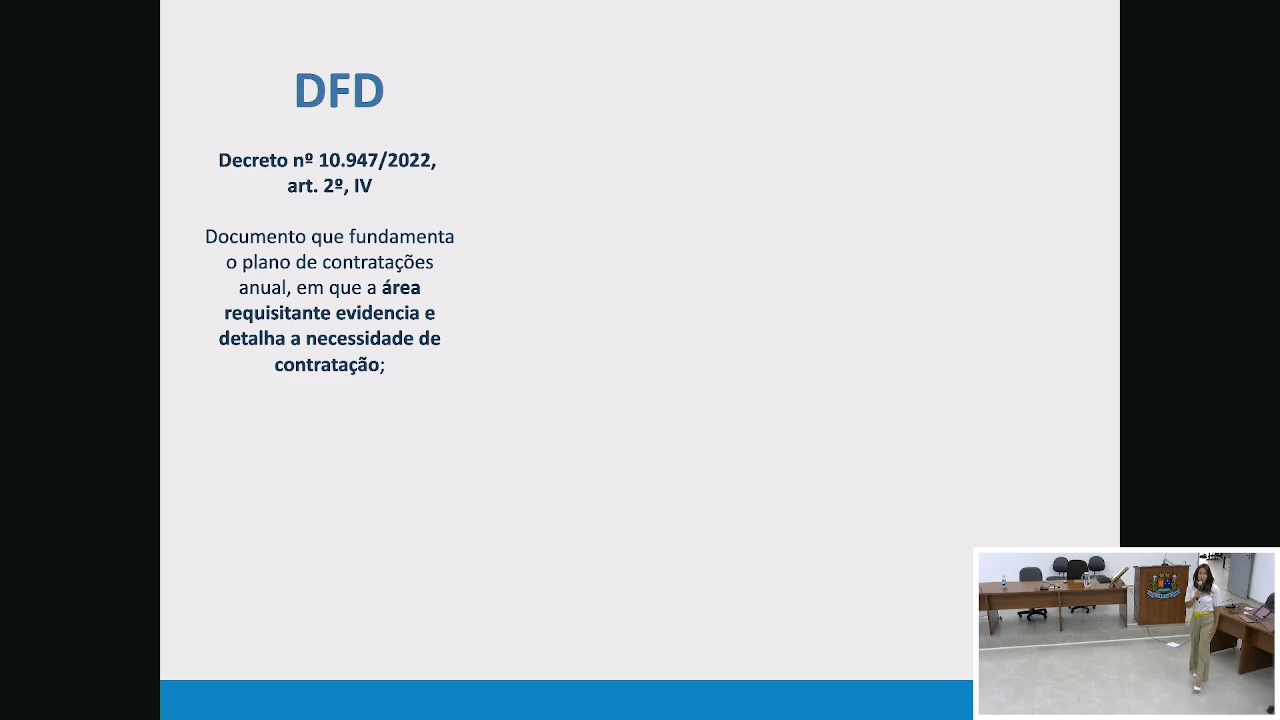 DFD
Decreto nº 10.947/2022,
art. 2º, IV
Documento que fundamenta
o plano de contratações
anual, em que a área
requisitante evidencia e
detalha a necessidade de
contratação;